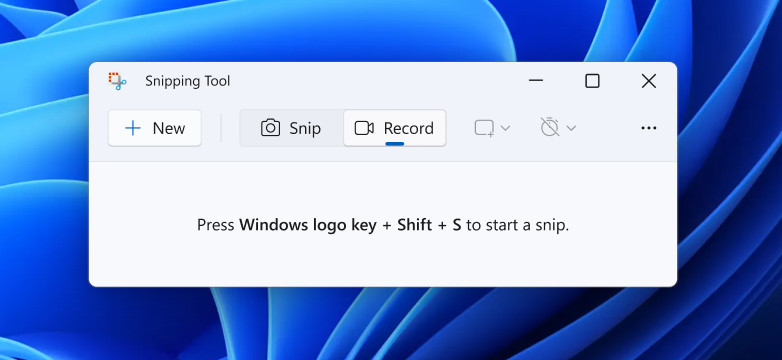 Snipping Tool
New Snip Record
Press Windows logo key + Shift + S to start a snip.